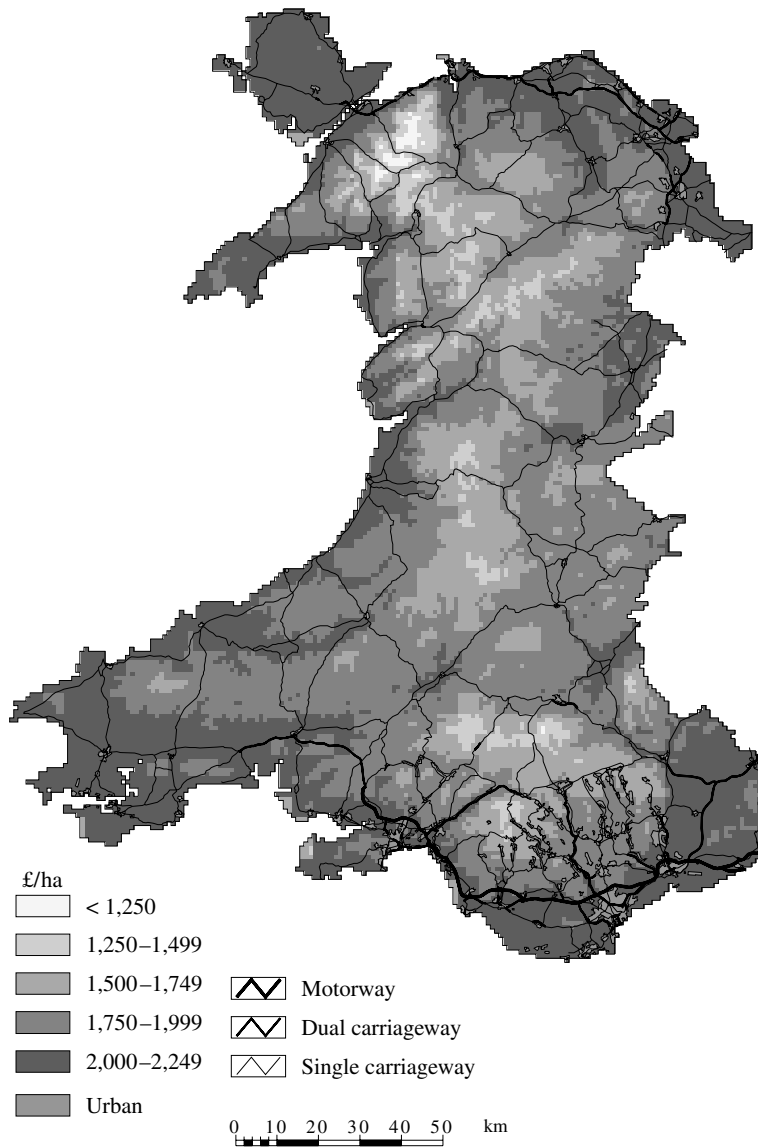 £/ha
< 1,250
1,250–1,499
1,500–1,749
1,750–1,999
2,000–2,249
Urban
Motorway
Dual carriageway
Single carriageway
0 10 20 30 40 50 km